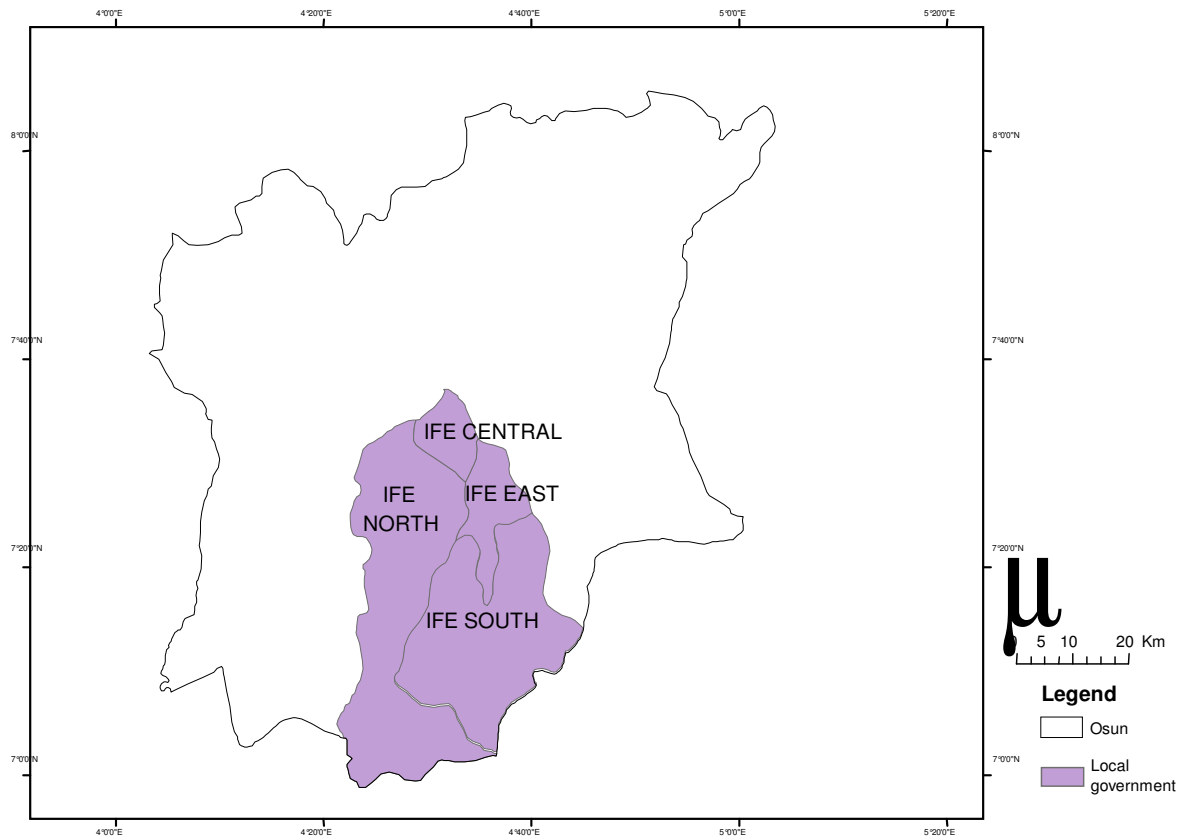 4°0'0"E 4°20'0"E 4°40'0"E 5°0'0"E 5°20'0"E
8°0'0"N 8°0'0"N
7°40'0"N 7°40'0"N
IFE CENTRAL
IFE EAST
IFE
NORTH
7°20'0"N 7°20'0"N
IFE SOUTH
µ
0 5 10 20 Km
Legend
Osun
Local
government
7°0'0"N 7°0'0"N
4°0'0"E 4°20'0"E 4°40'0"E 5°0'0"E 5°20'0"E